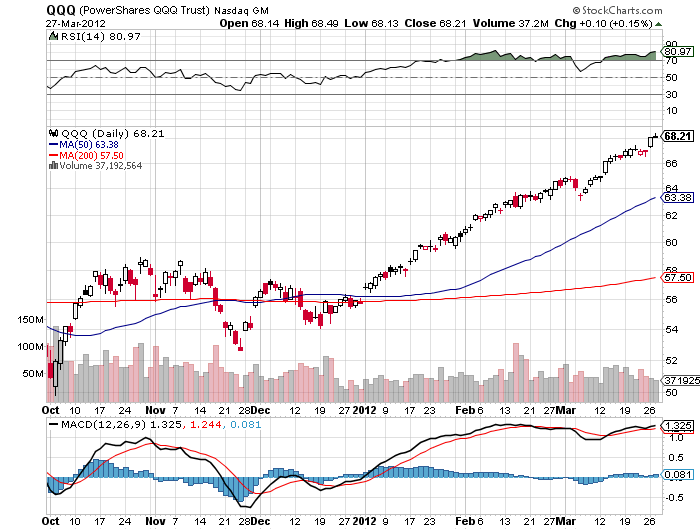 QQQ (PowerShares QQQ Trust) Nasdaq GM © StockCharts.com
27-Mar-2012 Open 68.14 High 68.49 Low 68.13 Close 68.21 Volume 37.2M Chg +0.10 (+0.15%)
RSI(14) 80.97
90
80.97
70
50
30
10
QQQ (Daily) 68.21
MA(50) 63.38
MA(200) 57.50
Volume 37,192,564
68.21
66
64
63.38
62
60
57.50
56
54
52
50
150M
100M
50M
371925
Oct 10 17 24 Nov 7 14 21 28 Dec 12 19 27 2012 9 17 23 Feb 6 13 21 27 Mar 12 19 26
MACD(12,26,9) 1.325, 1.244, 0.081
1.325
1.0
0.5
0.081
-0.5
Oct 10 17 24 Nov 7 14 21 28 Dec 12 19 27 2012 9 17 23 Feb 6 13 21 27 Mar 12 19 26